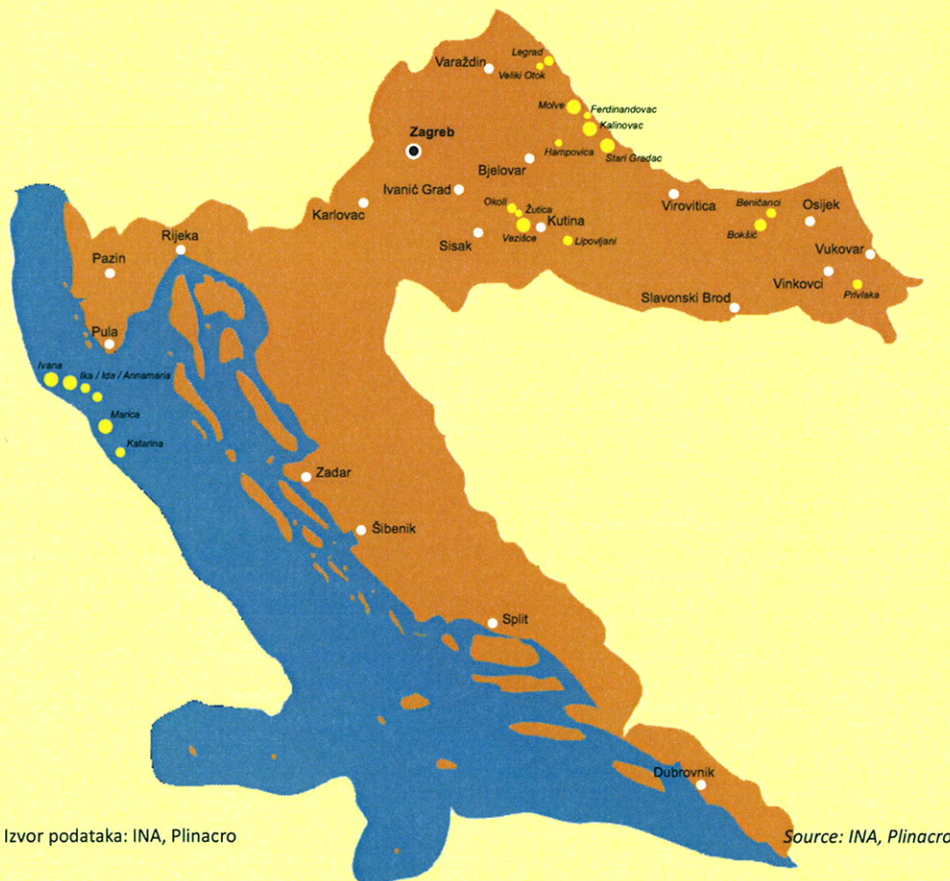 Legrad
Varaždin
Veliki Otok
Molve
Ferdinandovac
Kalinovac
Zagreb
Hampovica
Stari Gradac
Bjelovar
Ivanić Grad
Karlovac
Okoli
Žutica
Kutina
Vezišce
Lipovljani
Sisak
Virovitica
Beničanci
Osijek
Bokšić
Vukovar
Vinkovci
Privlaka
Slavonski Brod
Rijeka
Pazin
Pula
Ivana
Ika / Ida / Annamaria
Marica
Katarina
Zadar
Šibenik
Split
Dubrovnik
Izvor podataka: INA, Plinacro
Source: INA, Plinacro